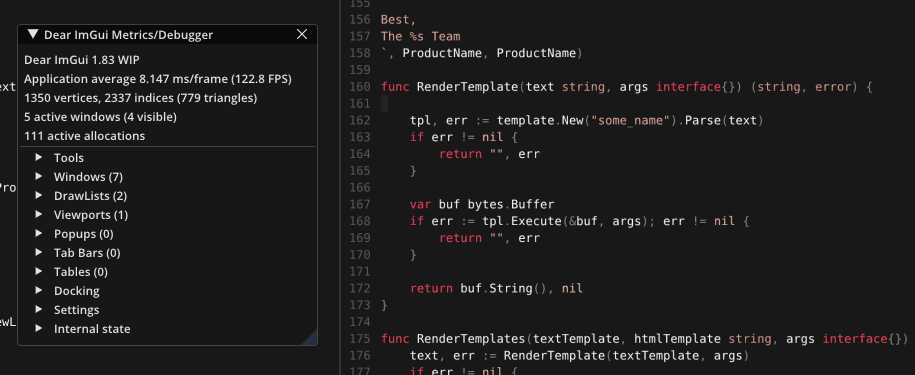 Dear ImGui Metrics/Debugger
Dear ImGui 1.83 WIP
Application average 8.147 ms/frame (122.8 FPS)
1350 vertices, 2337 indices (779 triangles)
5 active windows (4 visible)
111 active allocations
Tools
Windows (7)
DrawLists (2)
Viewports (1)
Popups (0)
Tab Bars (0)
Tables (0)
Docking
Settings
Internal state
ext
Pro
ewL
155
156 Best,
157 The %s Team
158 `, ProductName, ProductName)
159
160 func RenderTemplate(text string, args interface{}) (string, error) {
161
162     tpl, err := template.New("some_name").Parse(text)
163     if err != nil {
164         return "", err
165     }
166
167     var buf bytes.Buffer
168     if err := tpl.Execute(&buf, args); err != nil {
169         return "", err
170     }
171
172     return buf.String(), nil
173 }
174
175 func RenderTemplates(textTemplate, htmlTemplate string, args interface{})
176     text, err := RenderTemplate(textTemplate, args)
177     if err != nil {